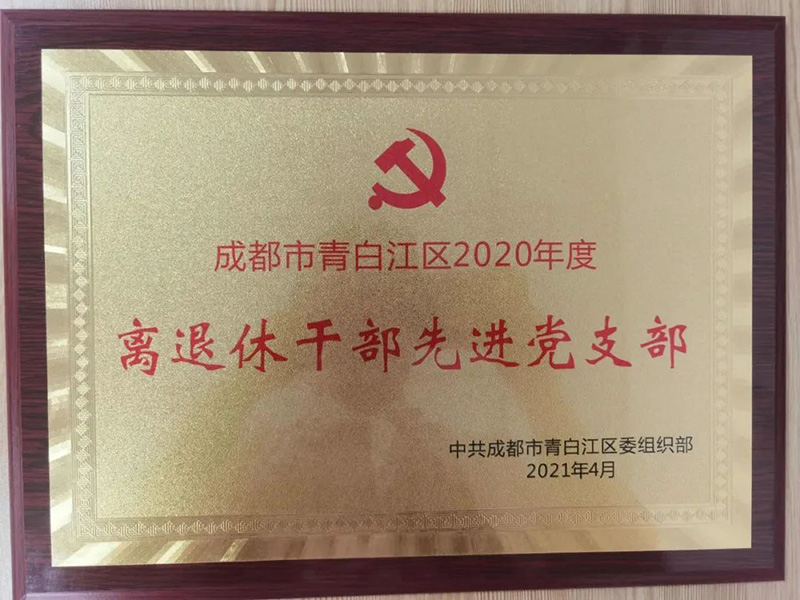 成都市青白江区2020年度
离退休干部先进党支部
中共成都市青白江区委组织部
2021年4月